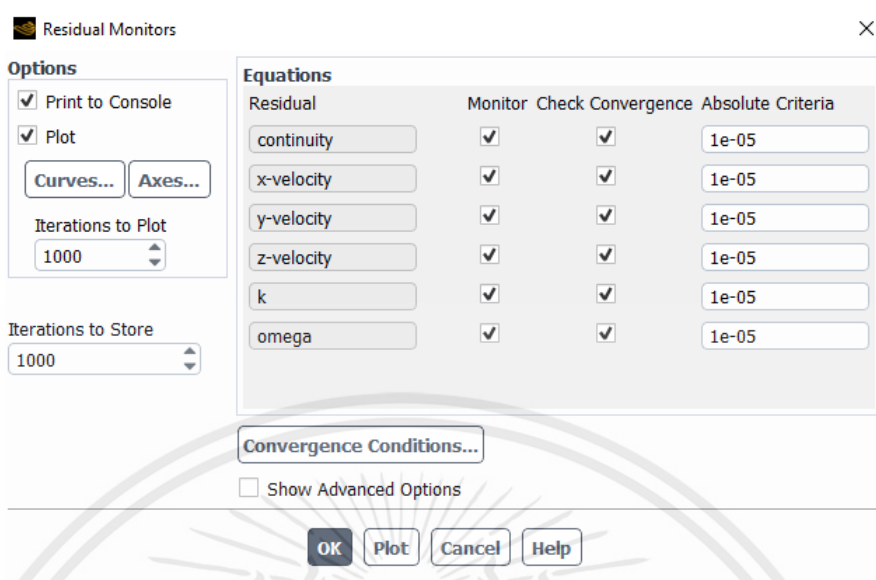 Residual Monitors
Options
Print to Console
Plot
Curves... Axes...
Iterations to Plot
1000
Iterations to Store
1000
Equations
Residual Monitor Check Convergence Absolute Criteria
continuity 1e-05
x-velocity 1e-05
y-velocity 1e-05
z-velocity 1e-05
k 1e-05
omega 1e-05
Convergence Conditions...
Show Advanced Options
OK Plot Cancel Help